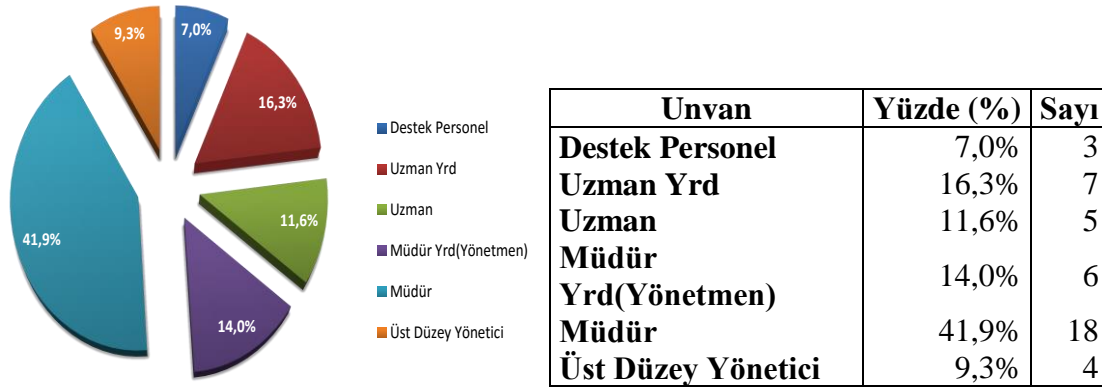 9,3%
7,0%
16,3%
11,6%
14,0%
41,9%
Destek Personel
Uzman Yrd
Uzman
Müdür Yrd(Yönetmen)
Müdür
Üst Düzey Yönetici
Unvan Yüzde (%) Sayı
Destek Personel 7,0% 3
Uzman Yrd 16,3% 7
Uzman 11,6% 5
Müdür
Yrd(Yönetmen) 14,0% 6
Müdür 41,9% 18
Üst Düzey Yönetici 9,3% 4